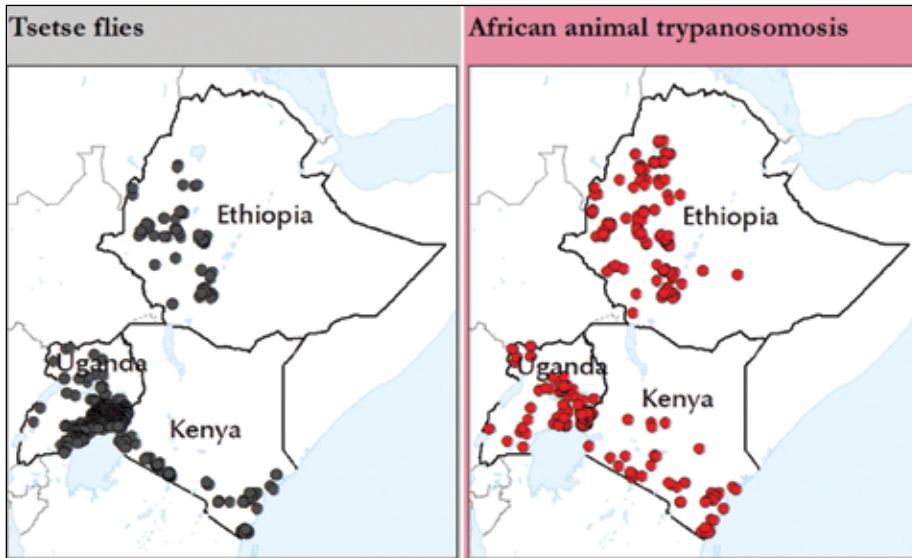 Tsetse flies
African animal trypanosomosis
Ethiopia
Uganda
Kenya
Ethiopia
Uganda
Kenya